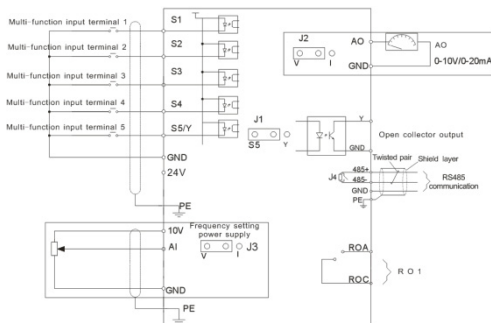 Multi-function input terminal 1
S1
Multi-function input terminal 2
S2
Multi-function input terminal 3
S3
Multi-function input terminal 4
S4
Multi-function input terminal 5
S5/Y
GND
24V
PE
J2
V I
AO
GND
AO
0-10V/0-20mA
J1
S5 Y
Y
GND
Open collector output
Twisted pair
Shield layer
J4
485+
485-
GND
PE
RS485
communication
10V
AI
GND
PE
Frequency setting
power supply
V I
J3
ROA
ROC
RO1